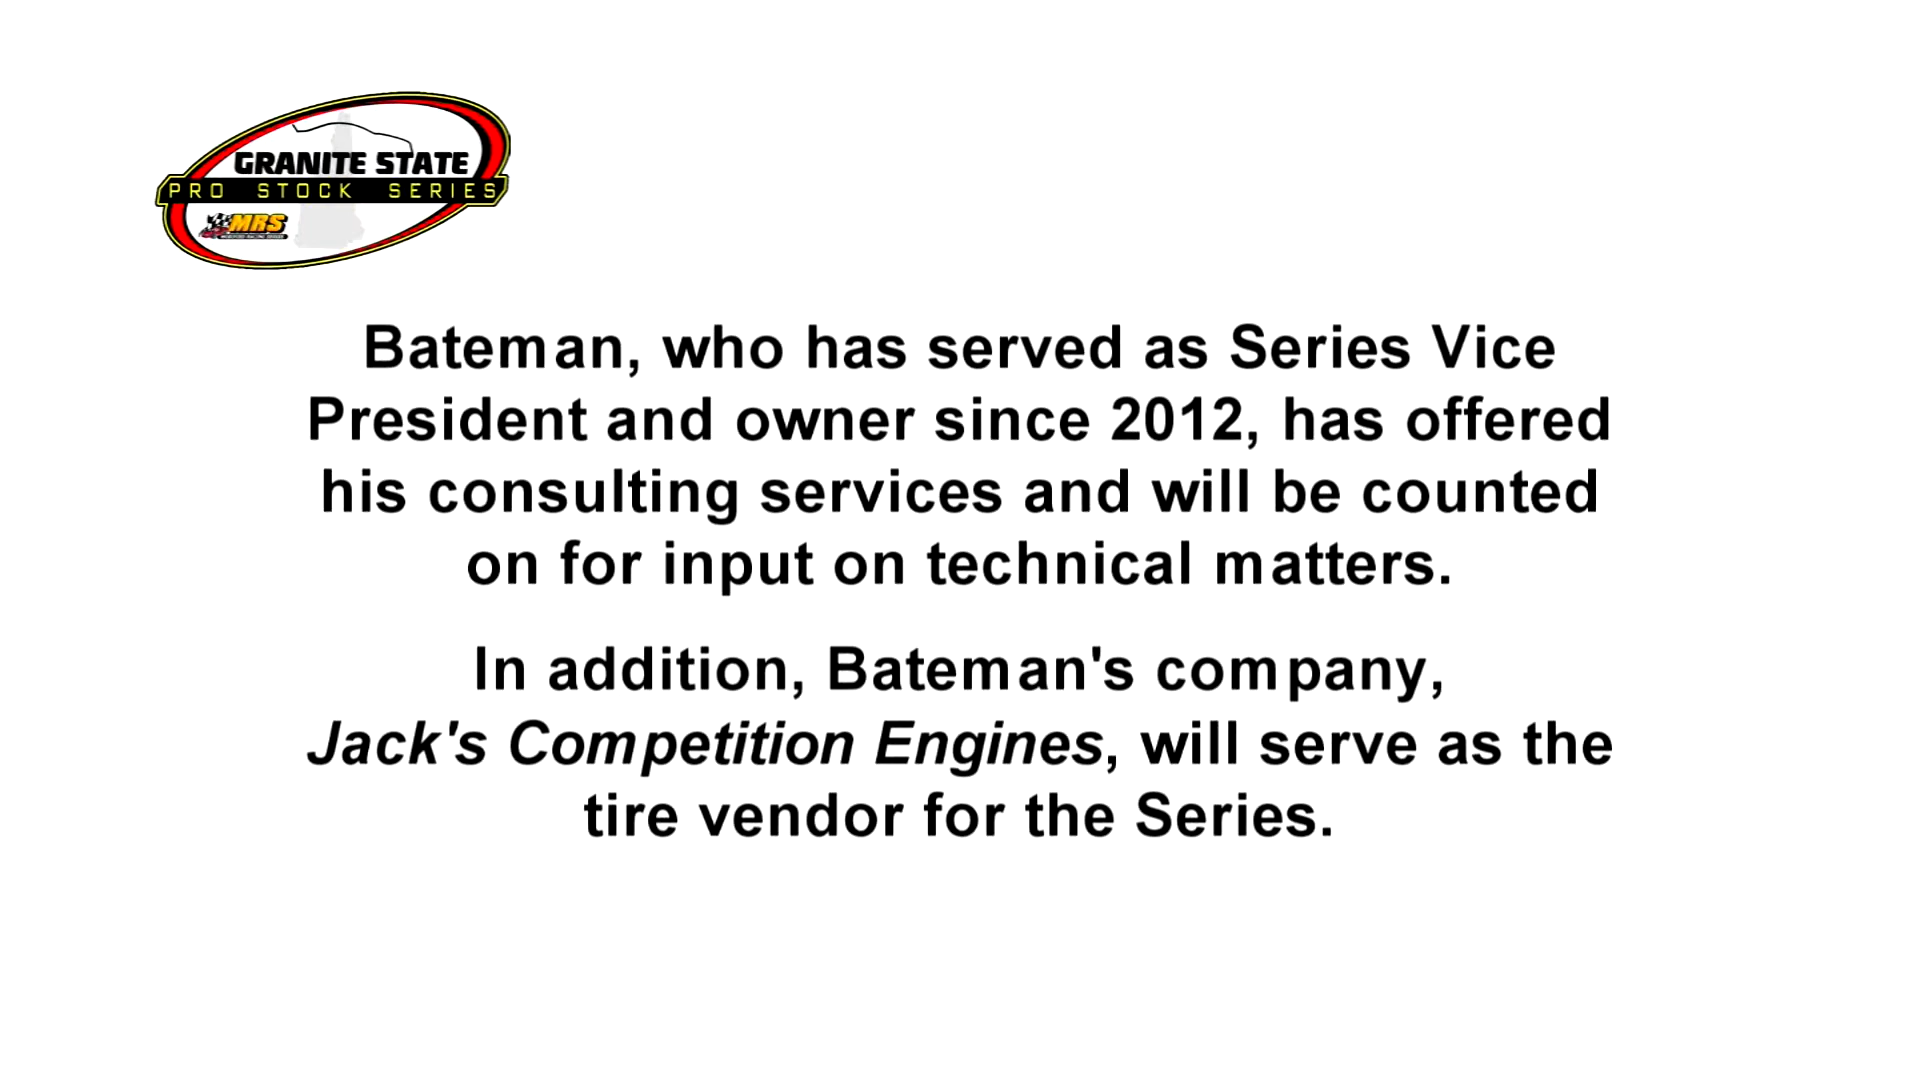 GRANITE STATE
PRO STOCK SERIES
MRS
Bateman, who has served as Series Vice
President and owner since 2012, has offered
his consulting services and will be counted
on for input on technical matters.
In addition, Bateman's company,
Jack's Competition Engines, will serve as the
tire vendor for the Series.